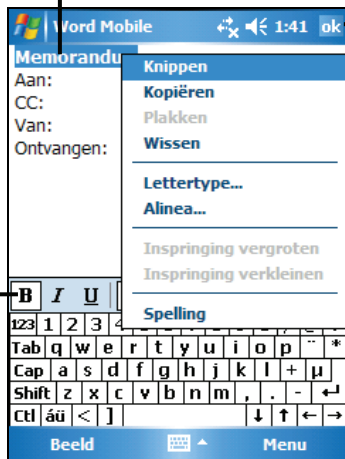 Word Mobile 1:41 ok
Memorandu
Aan:
CC:
Van:
Ontvangen:
Knippen
Kopiëren
Plakken
Wissen
Lettertype...
Alinea...
Inspringing vergroten
Inspringing verkleinen
Spelling
B I U
123 1 2 3 4
Tab q w e r t y u i o p ¨ *
Cap a s d f g h j k l + µ
Shift z x c v b n m , . - ↵
Ctl áü < ] ↓ ↑ ← →
Beeld Menu